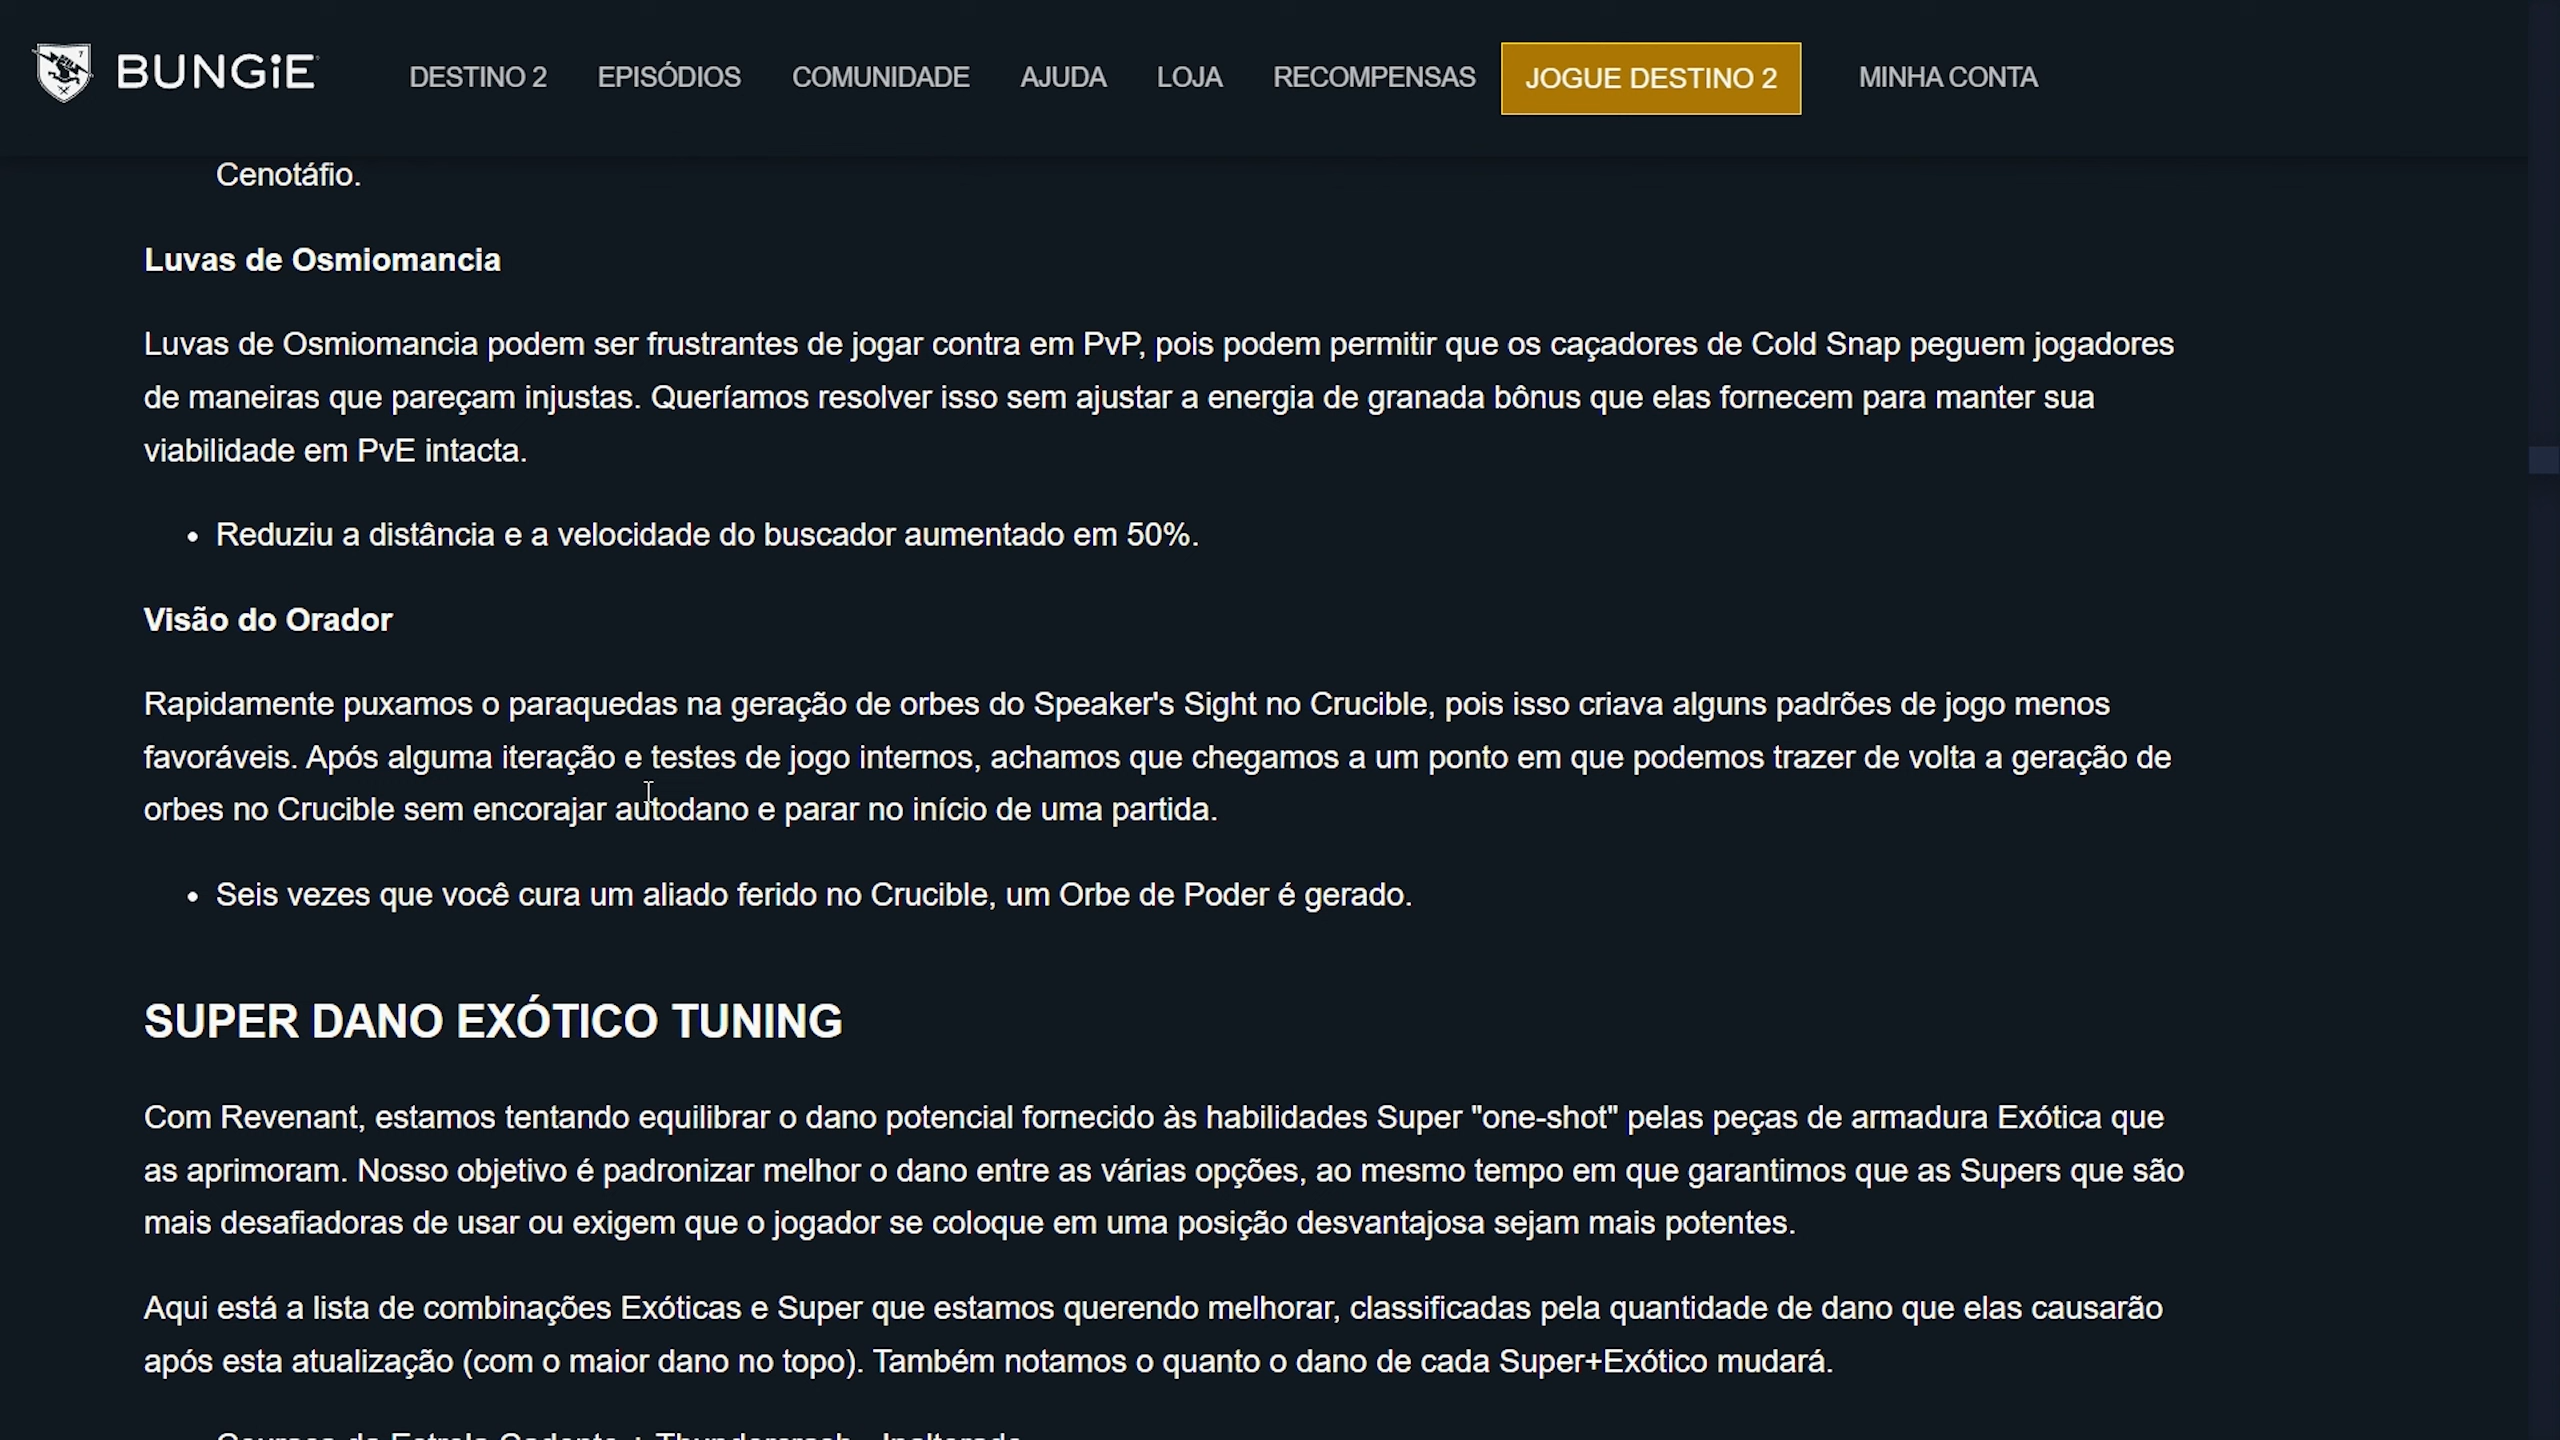 BUNGiE
DESTINO 2 EPISÓDIOS COMUNIDADE AJUDA LOJA RECOMPENSAS JOGUE DESTINO 2 MINHA CONTA
Cenotáfio.
Luvas de Osmiomancia
Luvas de Osmiomancia podem ser frustrantes de jogar contra em PvP, pois podem permitir que os caçadores de Cold Snap peguem jogadores
de maneiras que pareçam injustas. Queríamos resolver isso sem ajustar a energia de granada bônus que elas fornecem para manter sua
viabilidade em PvE intacta.
• Reduziu a distância e a velocidade do buscador aumentado em 50%.
Visão do Orador
Rapidamente puxamos o paraquedas na geração de orbes do Speaker's Sight no Crucible, pois isso criava alguns padrões de jogo menos
favoráveis. Após alguma iteração e testes de jogo internos, achamos que chegamos a um ponto em que podemos trazer de volta a geração de
orbes no Crucible sem encorajar autodano e parar no início de uma partida.
• Seis vezes que você cura um aliado ferido no Crucible, um Orbe de Poder é gerado.
SUPER DANO EXÓTICO TUNING
Com Revenant, estamos tentando equilibrar o dano potencial fornecido às habilidades Super "one-shot" pelas peças de armadura Exótica que
as aprimoram. Nosso objetivo é padronizar melhor o dano entre as várias opções, ao mesmo tempo em que garantimos que as Supers que são
mais desafiadoras de usar ou exigem que o jogador se coloque em uma posição desvantajosa sejam mais potentes.
Aqui está a lista de combinações Exóticas e Super que estamos querendo melhorar, classificadas pela quantidade de dano que elas causarão
após esta atualização (com o maior dano no topo). Também notamos o quanto o dano de cada Super+Exótico mudará.